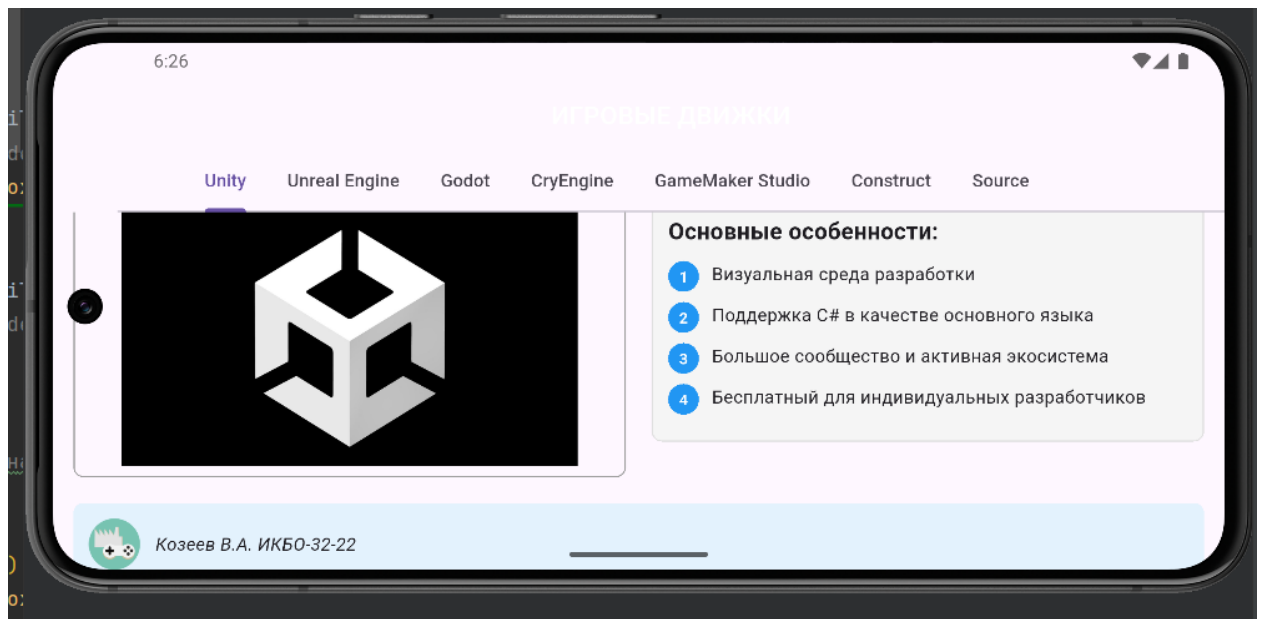 6:26
ИГРОВЫЕ ДВИЖКИ
Unity Unreal Engine Godot CryEngine GameMaker Studio Construct Source
Основные особенности:
1 Визуальная среда разработки
2 Поддержка C# в качестве основного языка
3 Большое сообщество и активная экосистема
4 Бесплатный для индивидуальных разработчиков
Козеев В.А. ИКБО-32-22